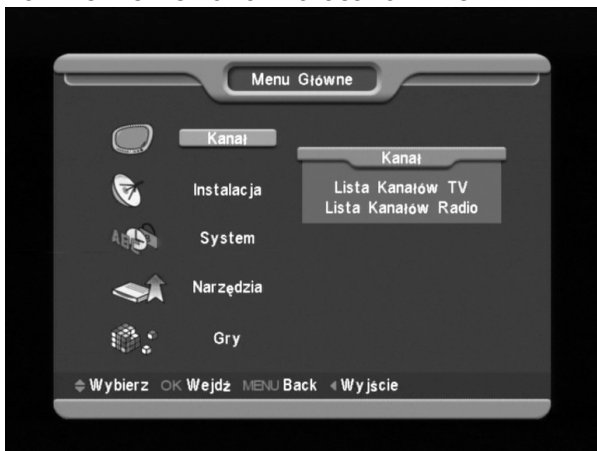 Menu Główne
Kanał
Kanał
Lista Kanałów TV
Lista Kanałów Radio
Instalacja
System
Narzędzia
Gry
Wybierz OK Wejdź MENU Back Wyjście